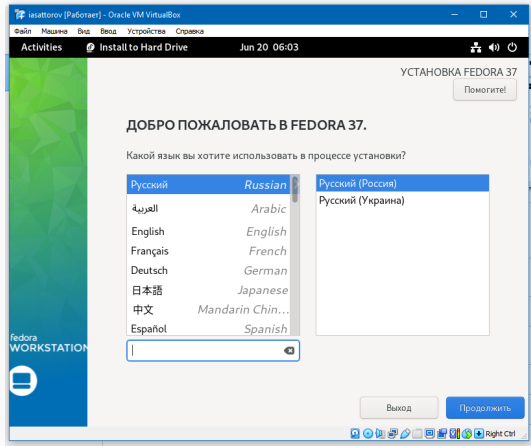 iasattorov [Работает] - Oracle VM VirtualBox
Файл Машина Вид Ввод Устройства Справка
Activities Install to Hard Drive Jun 20 06:03
УСТАНОВКА FEDORA 37
Помогите!
ДОБРО ПОЖАЛОВАТЬ В FEDORA 37.
Какой язык вы хотите использовать в процессе установки?
Русский Russian Русский (Россия)
العربية Arabic Русский (Украина)
English English
Français French
Deutsch German
日本語 Japanese
中文 Mandarin Chin...
Español Spanish
fedora
WORKSTATION
Выход Продолжить
Right Ctrl